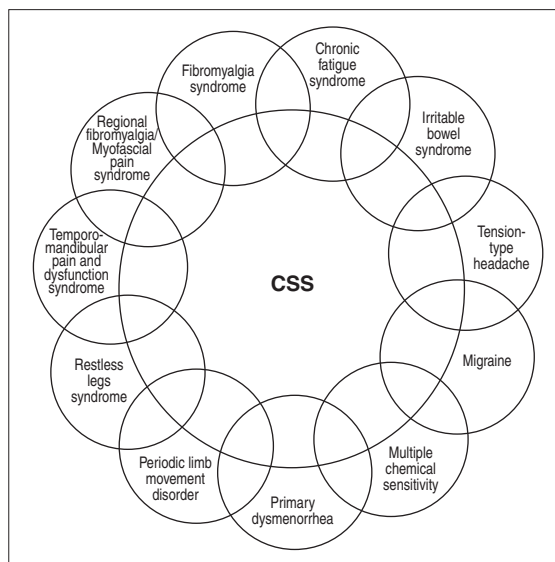 Fibromyalgia
syndrome
Chronic
fatigue
syndrome
Irritable
bowel
syndrome
Tension-
type
headache
Migraine
Multiple
chemical
sensitivity
Primary
dysmenorrhea
Periodic limb
movement
disorder
Restless
legs
syndrome
Temporo-
mandibular
pain and
dysfunction
syndrome
Regional
fibromyalgia/
Myofascial
pain
syndrome
CSS